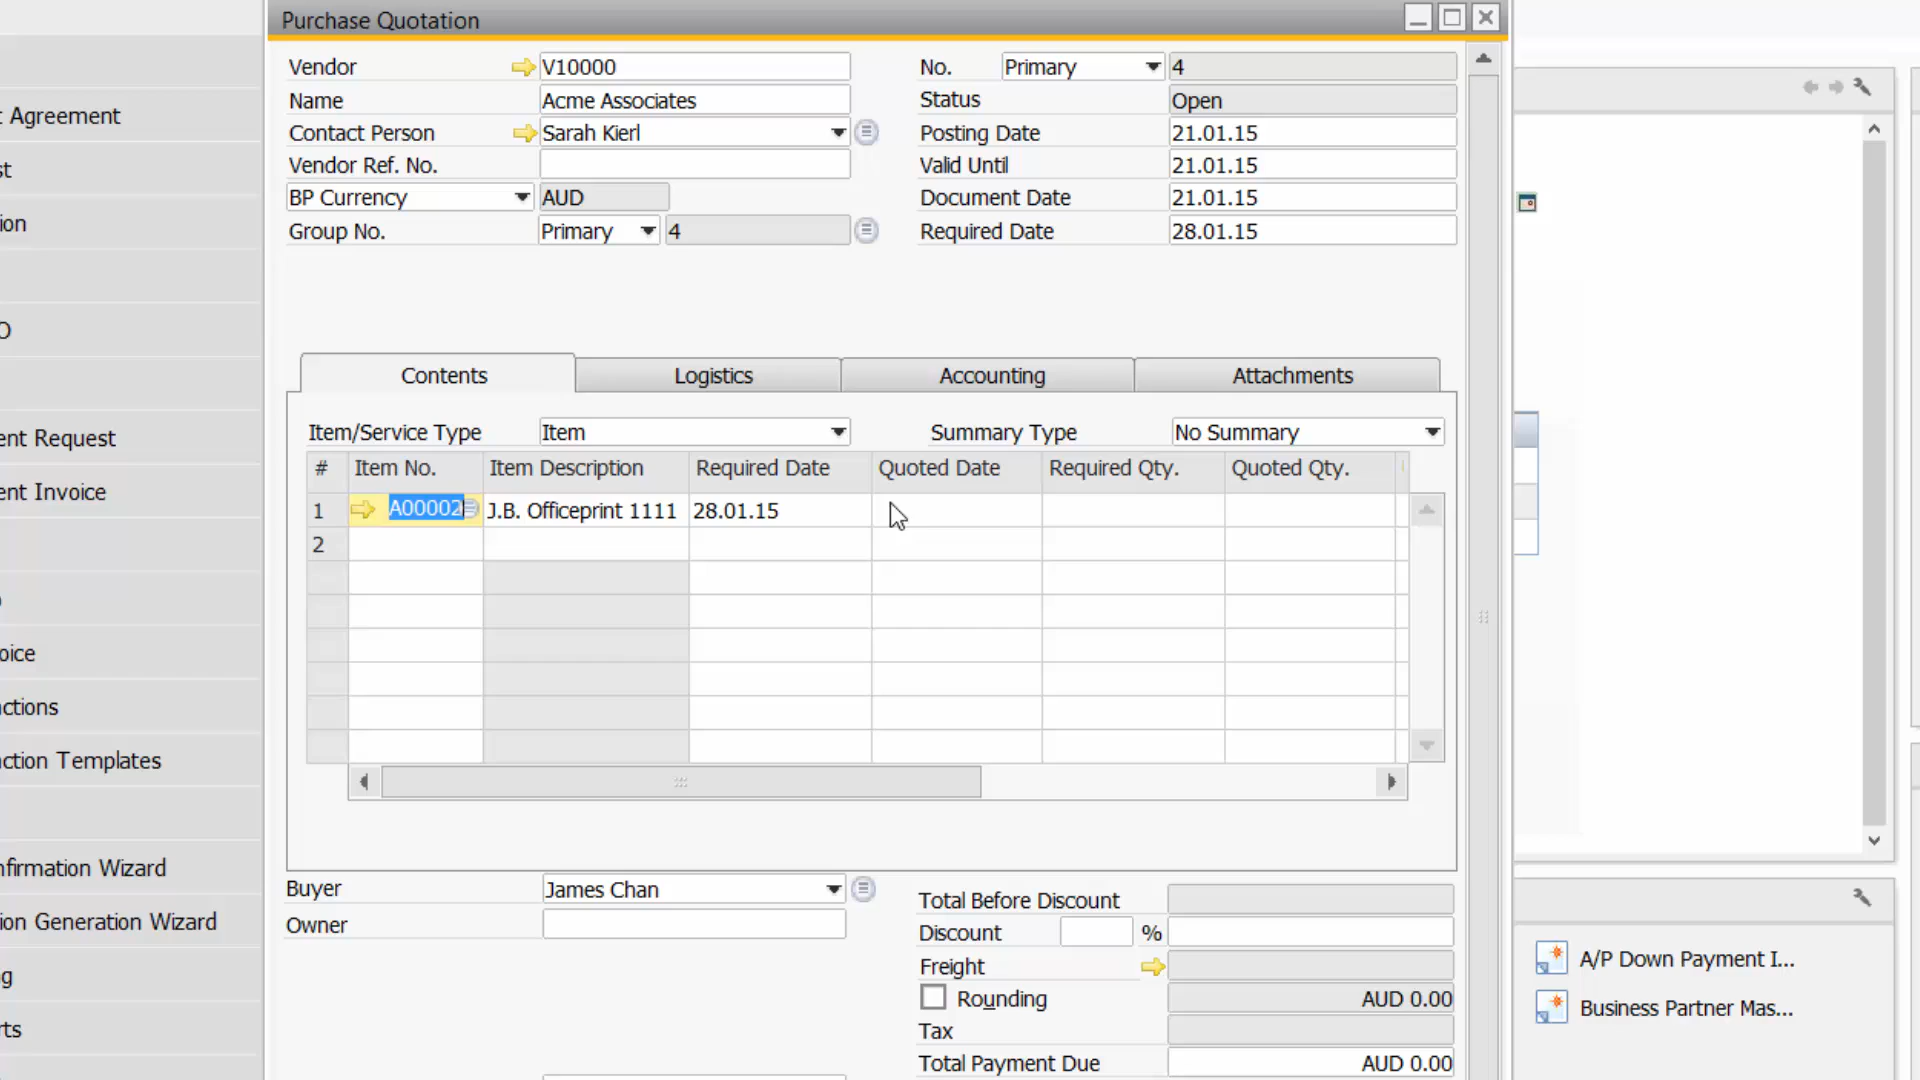 Purchase Quotation
Vendor V10000 No. Primary 4
Name Acme Associates Status Open
Contact Person Sarah Kierl Posting Date 21.01.15
Vendor Ref. No. Valid Until 21.01.15
BP Currency AUD Document Date 21.01.15
Group No. Primary 4 Required Date 28.01.15
Contents Logistics Accounting Attachments
Item/Service Type Item Summary Type No Summary
# Item No. Item Description Required Date Quoted Date Required Qty. Quoted Qty.
1 A00002 J.B. Officeprint 1111 28.01.15
2
Buyer James Chan Total Before Discount
Owner Discount %
Freight
Rounding AUD 0.00
Tax
Total Payment Due AUD 0.00
Agreement
st
ion
O
ent Request
ent Invoice
oice
ctions
ction Templates
nfirmation Wizard
ion Generation Wizard
g
rts
A/P Down Payment I...
Business Partner Mas...